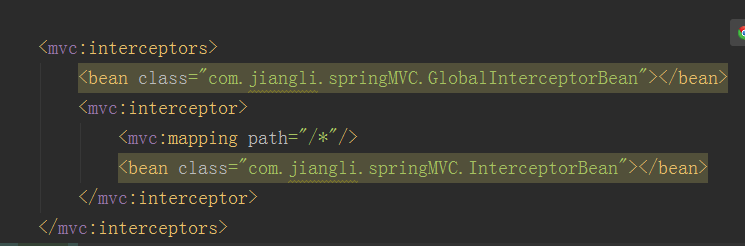 <mvc:interceptors>
<bean class="com.jiangli.springMVC.GlobalInterceptorBean"></bean>
<mvc:interceptor>
<mvc:mapping path="/*"/>
<bean class="com.jiangli.springMVC.InterceptorBean"></bean>
</mvc:interceptor>
</mvc:interceptors>